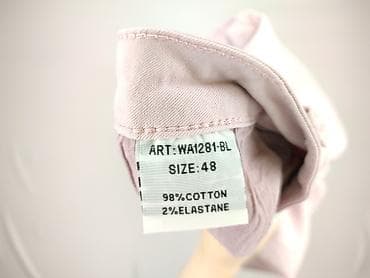 ART:WA1281-BL
SIZE:48
98%COTTON
2%ELASTANE